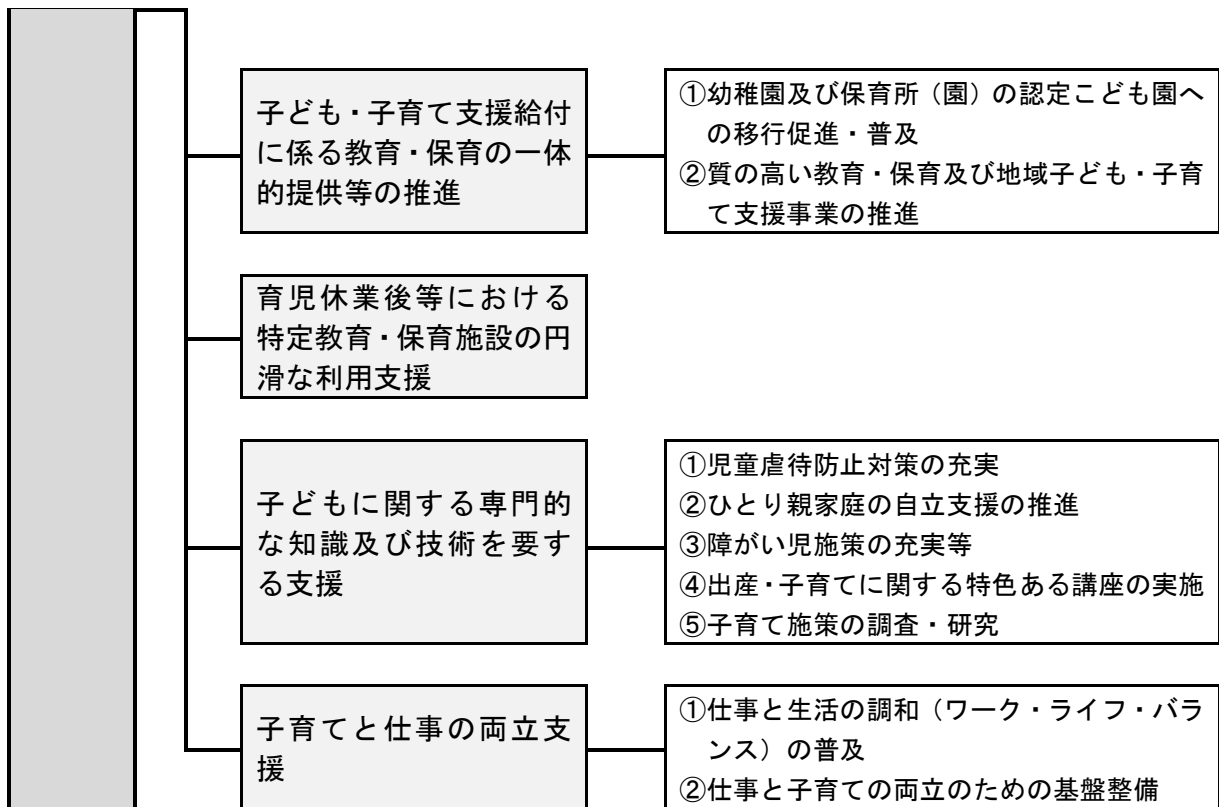 子ども・子育て支援給付
に係る教育・保育の一体
的提供等の推進
①幼稚園及び保育所（園）の認定こども園へ
の移行促進・普及
②質の高い教育・保育及び地域子ども・子育
て支援事業の推進
育児休業後等における
特定教育・保育施設の円
滑な利用支援
子どもに関する専門的
な知識及び技術を要す
る支援
①児童虐待防止対策の充実
②ひとり親家庭の自立支援の推進
③障がい児施策の充実等
④出産・子育てに関する特色ある講座の実施
⑤子育て施策の調査・研究
子育てと仕事の両立支
援
①仕事と生活の調和（ワーク・ライフ・バラ
ンス）の普及
②仕事と子育ての両立のための基盤整備